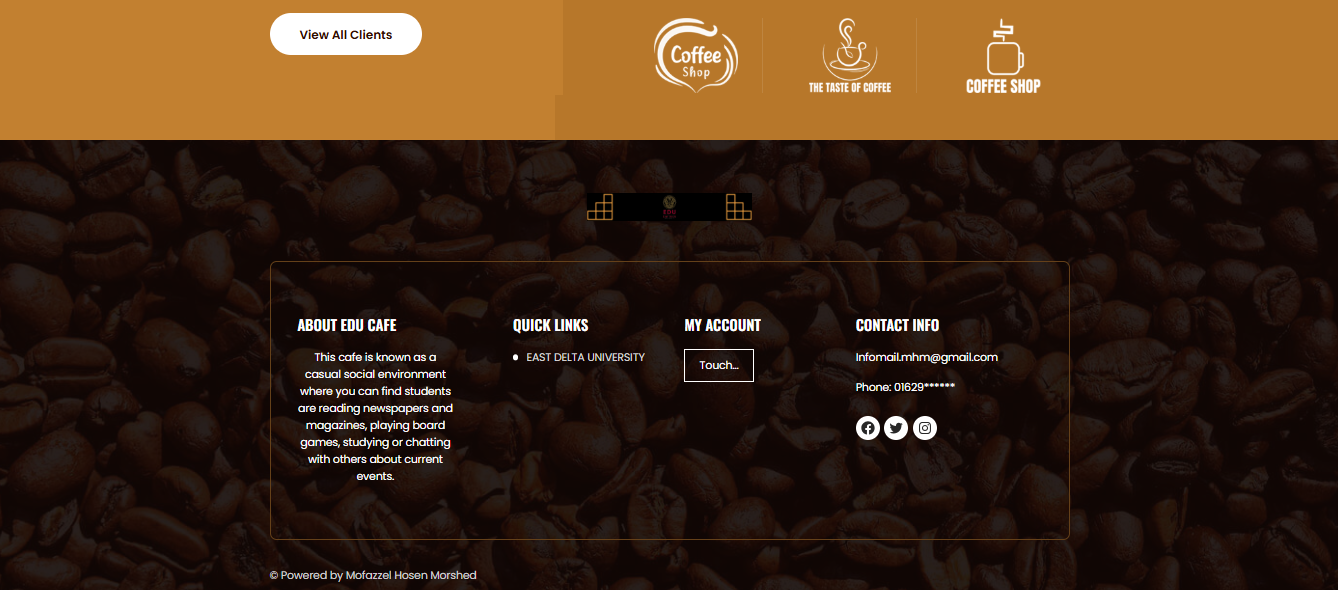 View All Clients
Coffee
Shop
THE TASTE OF COFFEE
COFFEE SHOP
EDU
ABOUT EDU CAFE
This cafe is known as a
casual social environment
where you can find students
are reading newspapers and
magazines, playing board
games, studying or chatting
with others about current
events.
QUICK LINKS
EAST DELTA UNIVERSITY
MY ACCOUNT
Touch...
CONTACT INFO
Infomail.mhm@gmail.com
Phone: 01629******
© Powered by Mofazzel Hosen Morshed